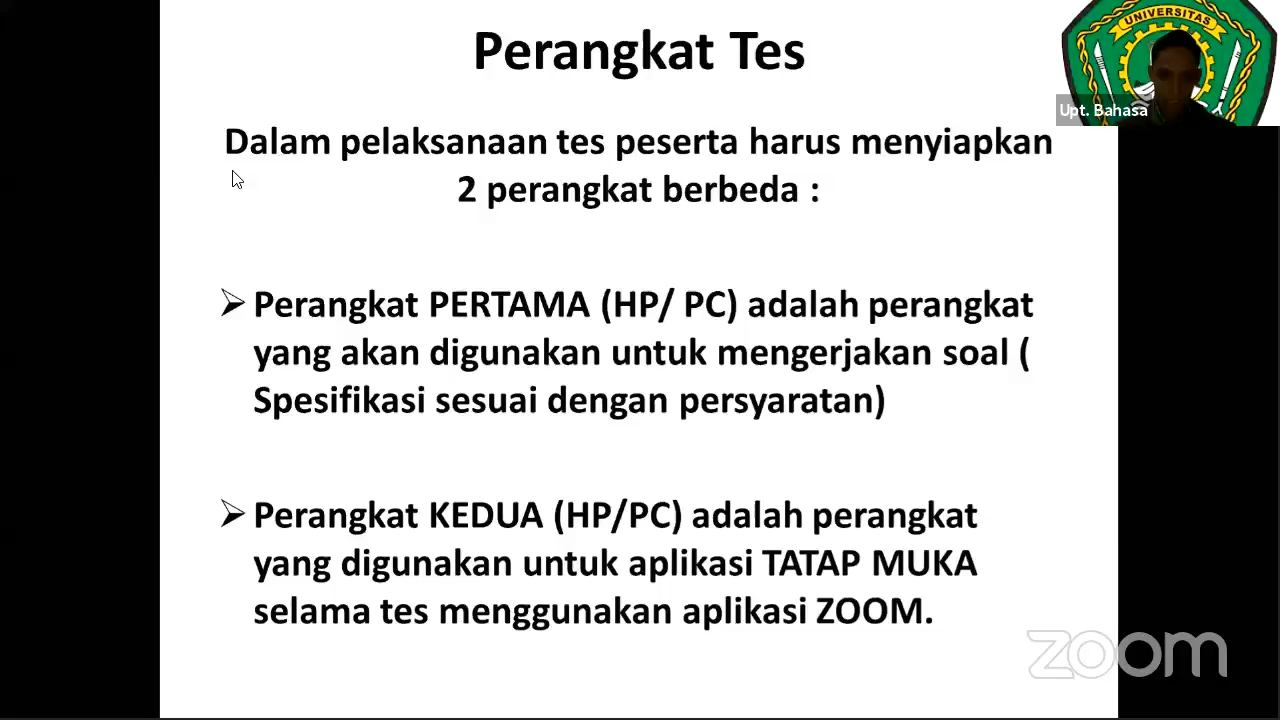 Perangkat Tes
UNIVERSITAS
Upt. Bahasa
Dalam pelaksanaan tes peserta harus menyiapkan
2 perangkat berbeda :
➢ Perangkat PERTAMA (HP/ PC) adalah perangkat
yang akan digunakan untuk mengerjakan soal (
Spesifikasi sesuai dengan persyaratan)
➢ Perangkat KEDUA (HP/PC) adalah perangkat
yang digunakan untuk aplikasi TATAP MUKA
selama tes menggunakan aplikasi ZOOM.
zoom